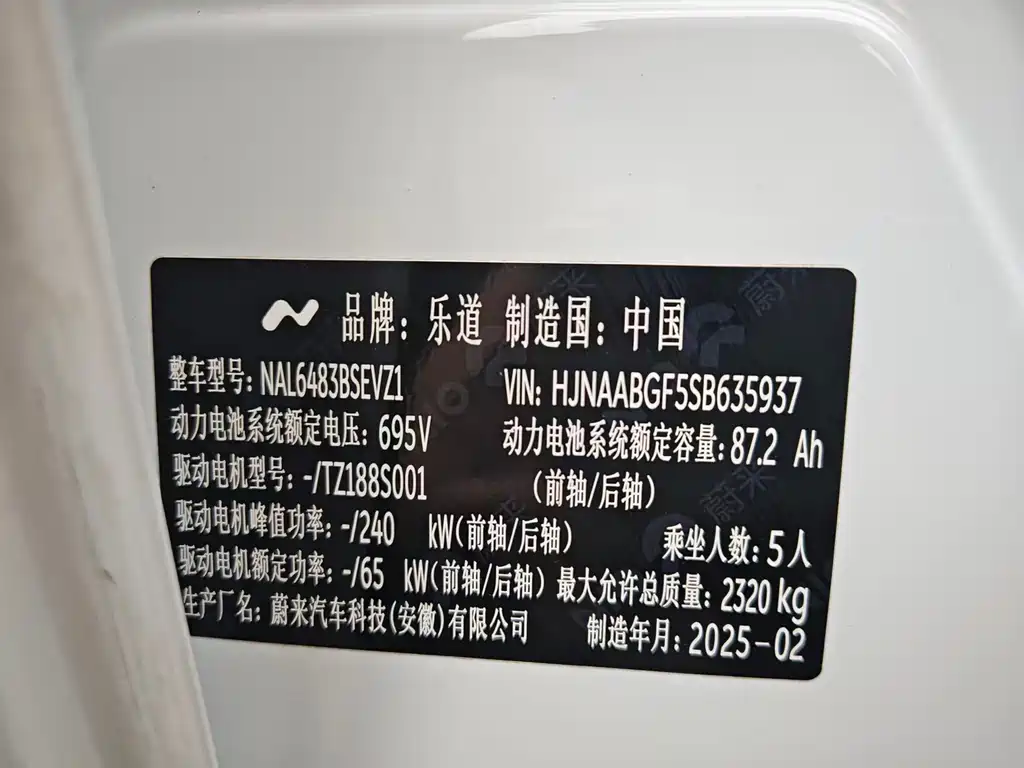 品牌：乐道 制造国：中国
整车型号：NAL6483BSEVZ1 VIN: HJNAABGF5SB635937
动力电池系统额定电压：695V 动力电池系统额定容量：87.2 Ah
驱动电机型号：-/TZ188S001 （前轴/后轴）
驱动电机峰值功率：-/240 kW（前轴/后轴） 乘坐人数：5人
驱动电机额定功率：-/65 kW（前轴/后轴） 最大允许总质量：2320 kg
生产厂名：蔚来汽车科技（安徽）有限公司 制造年月：2025-02
蔚来
蔚来